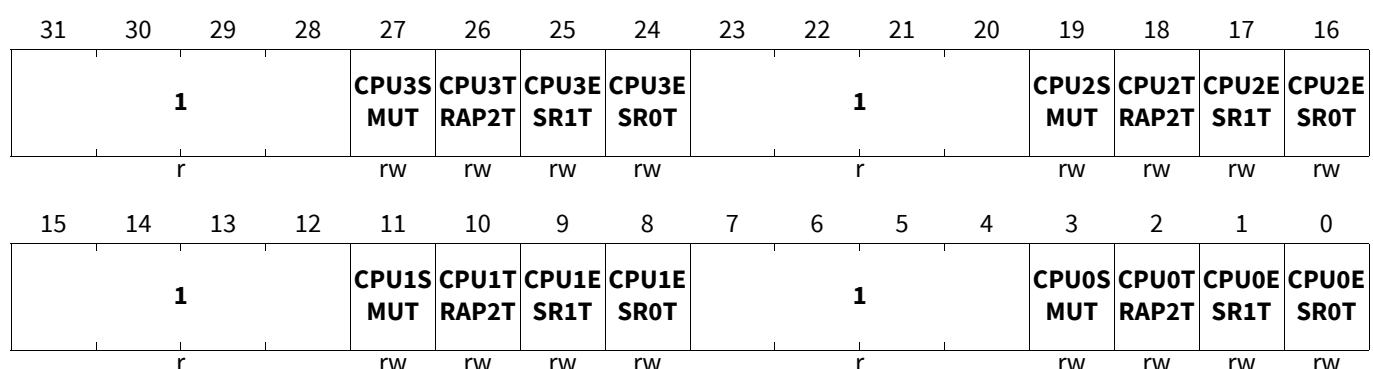 31 30 29 28 27 26 25 24 23 22 21 20 19 18 17 16
1 CPU3S CPU3T CPU3E CPU3E 1 CPU2S CPU2T CPU2E CPU2E
MUT RAP2T SR1T SR0T MUT RAP2T SR1T SR0T
r rw rw rw rw r rw rw rw rw
15 14 13 12 11 10 9 8 7 6 5 4 3 2 1 0
1 CPU1S CPU1T CPU1E CPU1E 1 CPU0S CPU0T CPU0E CPU0E
MUT RAP2T SR1T SR0T MUT RAP2T SR1T SR0T
r rw rw rw rw r rw rw rw rw